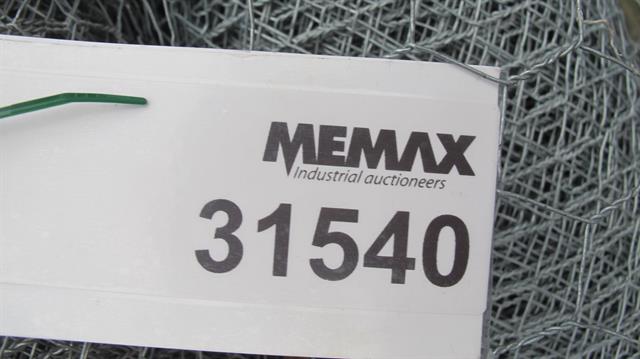 MEMAX
Industrial auctioneers
31540